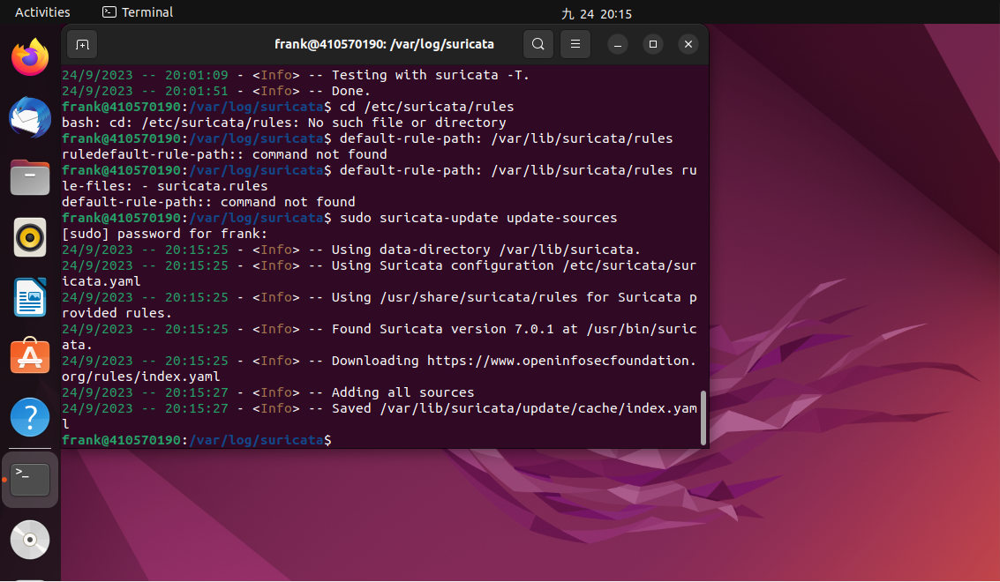 Activities
Terminal
九 24 20:15
frank@410570190: /var/log/suricata
24/9/2023 -- 20:01:09 - <Info> -- Testing with suricata -T.
24/9/2023 -- 20:01:51 - <Info> -- Done.
frank@410570190:/var/log/suricata$ cd /etc/suricata/rules
bash: cd: /etc/suricata/rules: No such file or directory
frank@410570190:/var/log/suricata$ default-rule-path: /var/lib/suricata/rules
ruledefault-rule-path:: command not found
frank@410570190:/var/log/suricata$ default-rule-path: /var/lib/suricata/rules ru
le-files: - suricata.rules
default-rule-path:: command not found
frank@410570190:/var/log/suricata$ sudo suricata-update update-sources
[sudo] password for frank:
24/9/2023 -- 20:15:25 - <Info> -- Using data-directory /var/lib/suricata.
24/9/2023 -- 20:15:25 - <Info> -- Using Suricata configuration /etc/suricata/sur
icata.yaml
24/9/2023 -- 20:15:25 - <Info> -- Using /usr/share/suricata/rules for Suricata p
rovided rules.
24/9/2023 -- 20:15:25 - <Info> -- Found Suricata version 7.0.1 at /usr/bin/suric
ata.
24/9/2023 -- 20:15:25 - <Info> -- Downloading https://www.openinfosecfoundation.
org/rules/index.yaml
24/9/2023 -- 20:15:27 - <Info> -- Adding all sources
24/9/2023 -- 20:15:27 - <Info> -- Saved /var/lib/suricata/update/cache/index.yam
l
frank@410570190:/var/log/suricata$